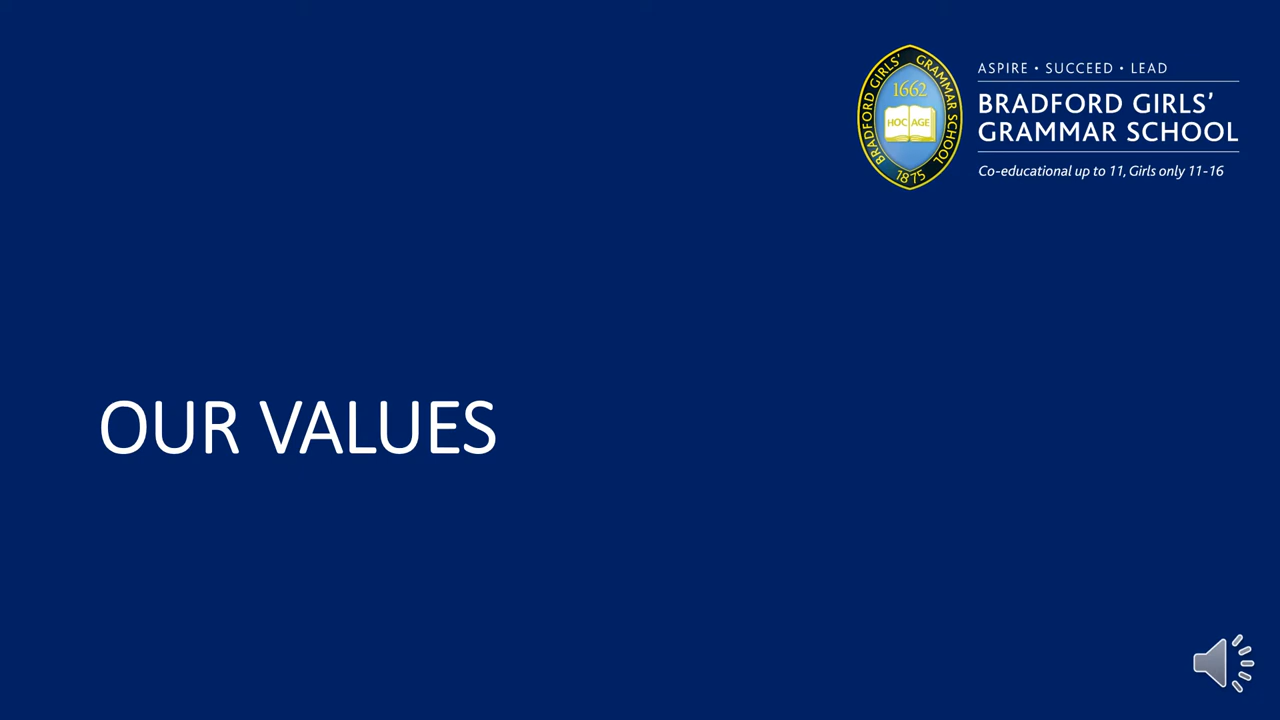 BRADFORD GIRLS' GRAMMAR SCHOOL
1662
HOC AGE
1875
ASPIRE • SUCCEED • LEAD
BRADFORD GIRLS'
GRAMMAR SCHOOL
Co-educational up to 11, Girls only 11-16
OUR VALUES